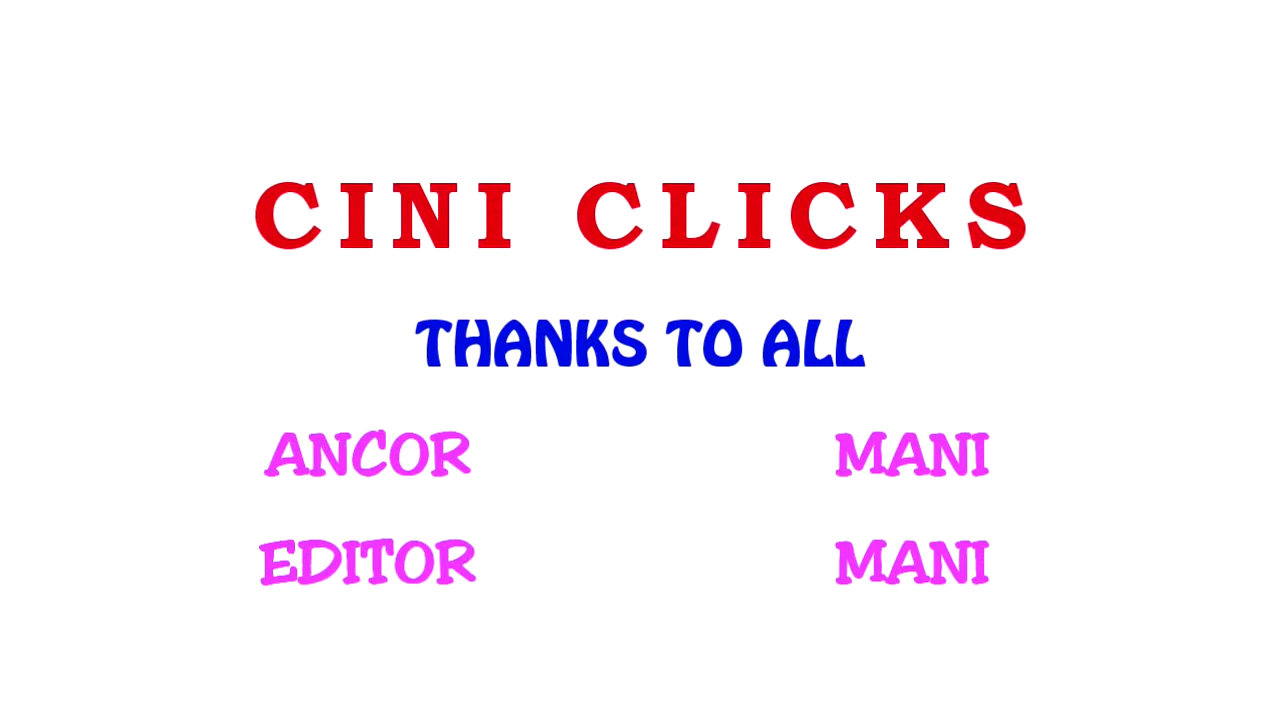 CINI CLICKS
THANKS TO ALL
ANCOR MANI
EDITOR MANI